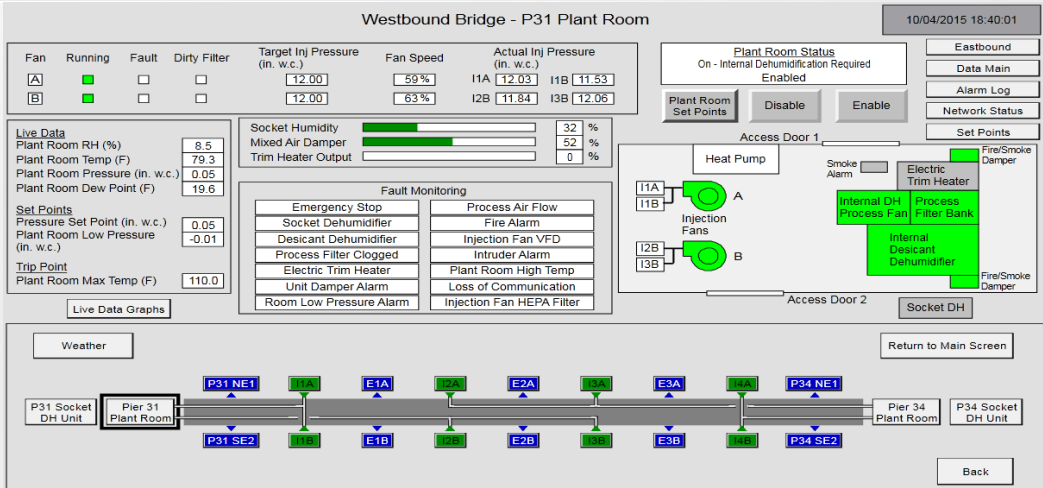 Westbound Bridge - P31 Plant Room
10/04/2015 18:40:01
Fan Running Fault Dirty Filter Target Inj Pressure (in. w.c.) Fan Speed Actual Inj Pressure (in. w.c.)
A 12.00 59% I1A 12.03 I1B 11.53
B 12.00 63% I2B 11.84 I3B 12.06
Plant Room Status
On - Internal Dehumidification Required
Enabled
Plant Room Set Points
Disable
Enable
Eastbound
Data Main
Alarm Log
Network Status
Set Points
Live Data
Plant Room RH (%) 8.5
Plant Room Temp (F) 79.3
Plant Room Pressure (in. w.c.) 0.05
Plant Room Dew Point (F) 19.6
Set Points
Pressure Set Point (in. w.c.) 0.05
Plant Room Low Pressure (in. w.c.) -0.01
Trip Point
Plant Room Max Temp (F) 110.0
Live Data Graphs
Socket Humidity 32 %
Mixed Air Damper 52 %
Trim Heater Output 0 %
Fault Monitoring
Emergency Stop Process Air Flow
Socket Dehumidifier Fire Alarm
Desicant Dehumidifier Injection Fan VFD
Process Filter Clogged Intruder Alarm
Electric Trim Heater Plant Room High Temp
Unit Damper Alarm Loss of Communication
Room Low Pressure Alarm Injection Fan HEPA Filter
Access Door 1
Heat Pump
Smoke Alarm
Fire/Smoke Damper
Electric Trim Heater
I1A
I1B
A
Injection Fans
I2B
I3B
B
Internal DH Process Fan
Process Filter Bank
Internal Desicant Dehumidifier
Fire/Smoke Damper
Access Door 2
Socket DH
Weather
Return to Main Screen
P31 NE1 I1A E1A I2A E2A I3A E3A I4A P34 NE1
P31 Socket DH Unit
Pier 31 Plant Room
Pier 34 Plant Room
P34 Socket DH Unit
P31 SE2 I1B E1B I2B E2B I3B E3B I4B P34 SE2
Back